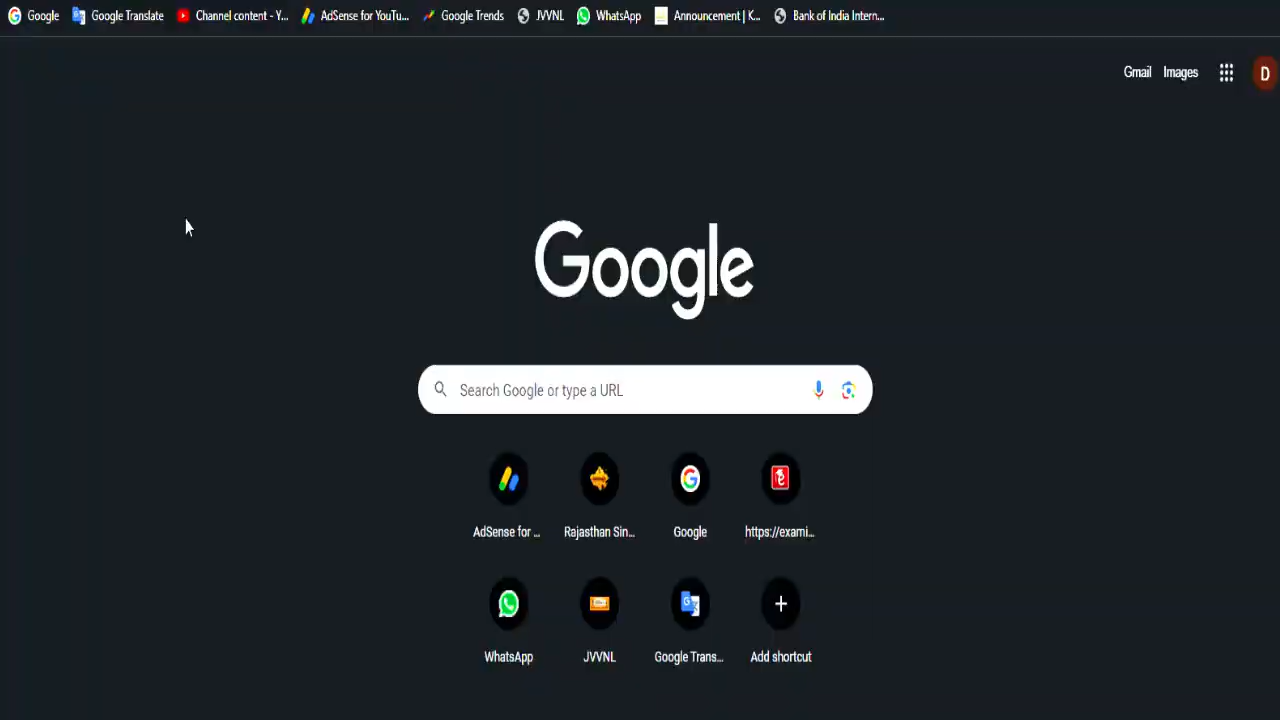 Google Google Translate Channel content - Y... AdSense for YouTu... Google Trends JVVNL WhatsApp Announcement | K... Bank of India Intern...
Gmail Images D
Google
Search Google or type a URL
AdSense for ... Rajasthan Sin... Google https://exami...
WhatsApp JVVNL Google Trans... Add shortcut